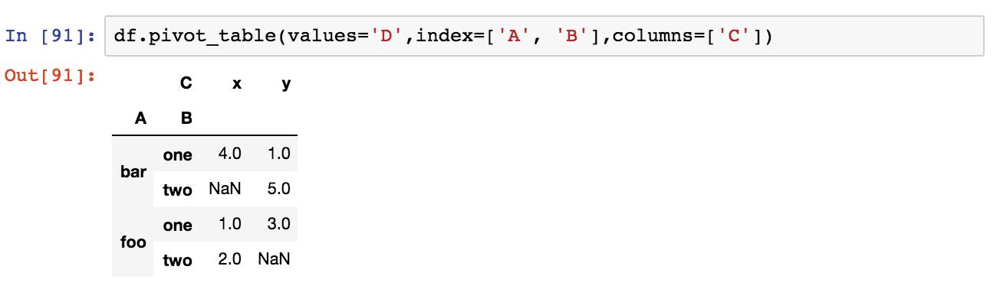 In [91]: df.pivot_table(values='D',index=['A', 'B'],columns=['C'])
Out[91]:
C x y
A B
bar one 4.0 1.0
two NaN 5.0
foo one 1.0 3.0
two 2.0 NaN